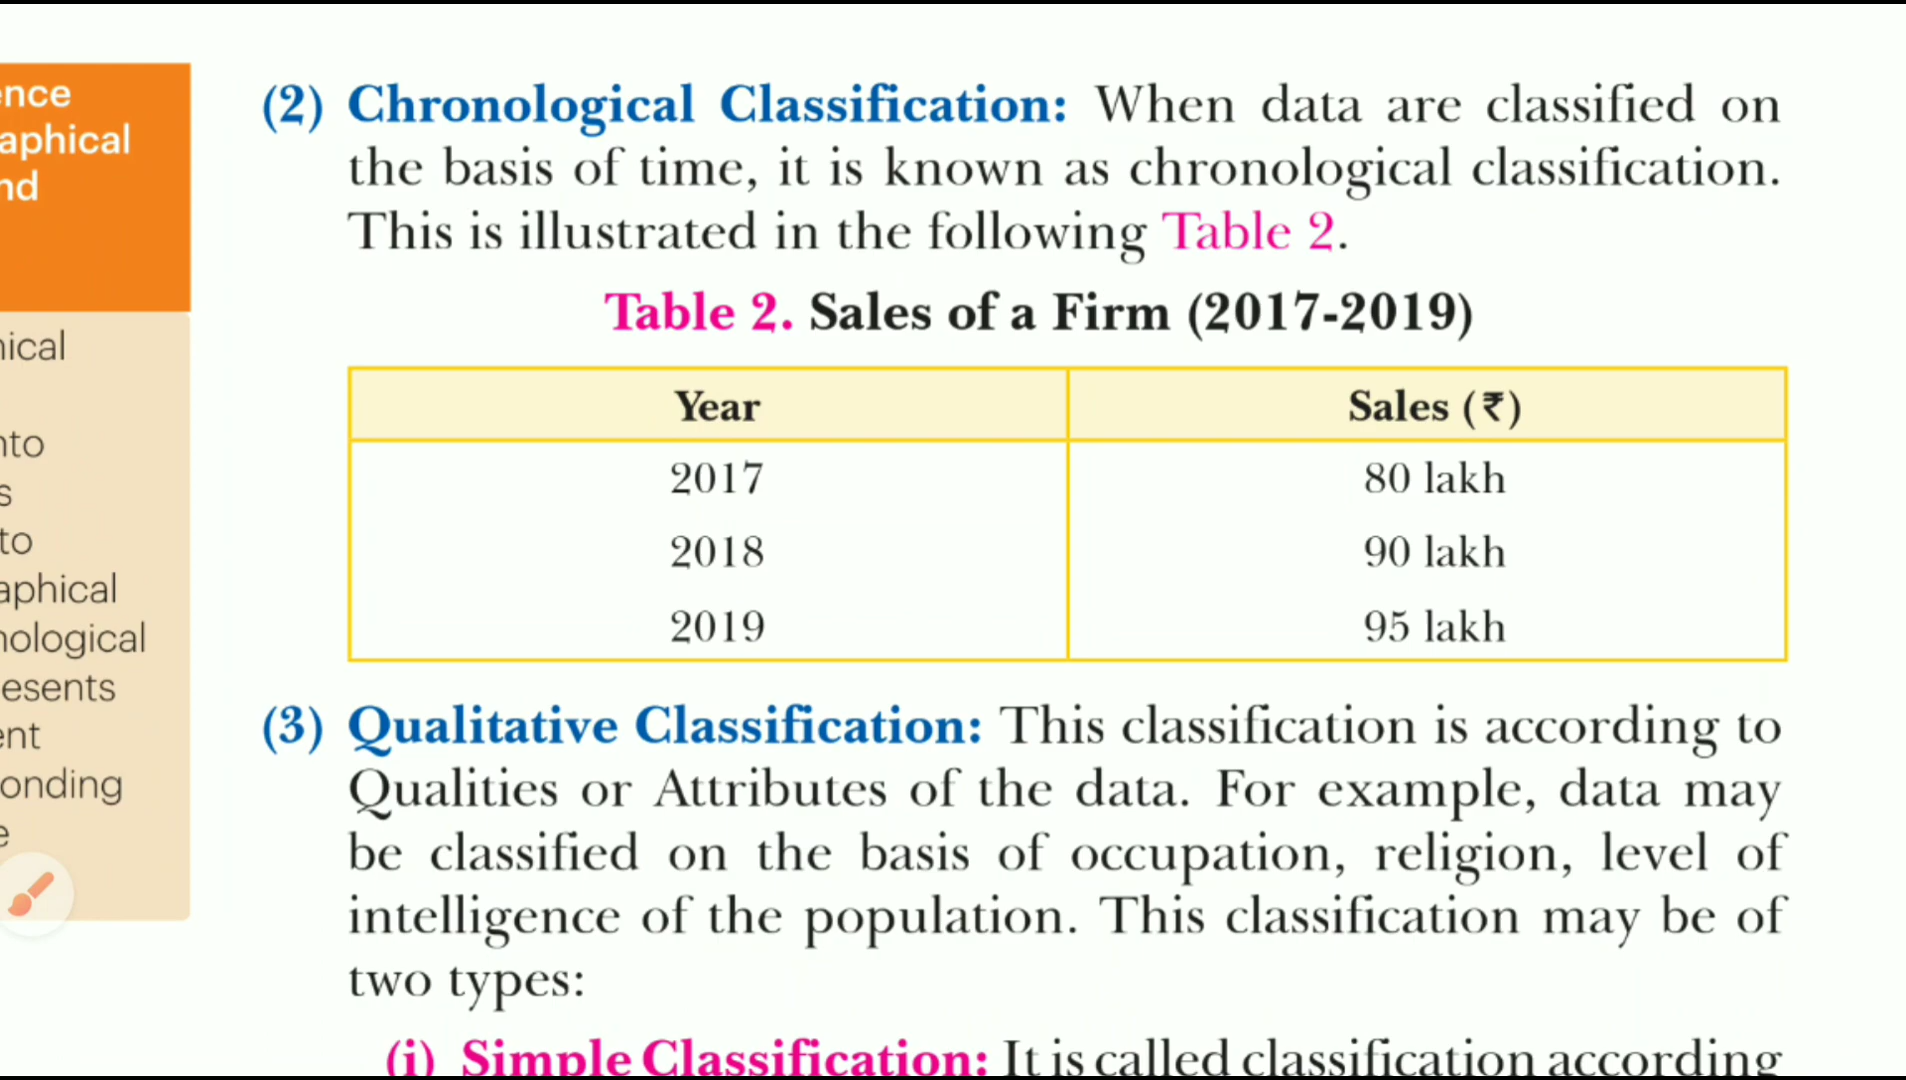 (2) Chronological Classification: When data are classified on
the basis of time, it is known as chronological classification.
This is illustrated in the following Table 2.
Table 2. Sales of a Firm (2017-2019)
Year Sales (₹)
2017 80 lakh
2018 90 lakh
2019 95 lakh
(3) Qualitative Classification: This classification is according to
Qualities or Attributes of the data. For example, data may
be classified on the basis of occupation, religion, level of
intelligence of the population. This classification may be of
two types:
(i) Simple Classification: It is called classification according